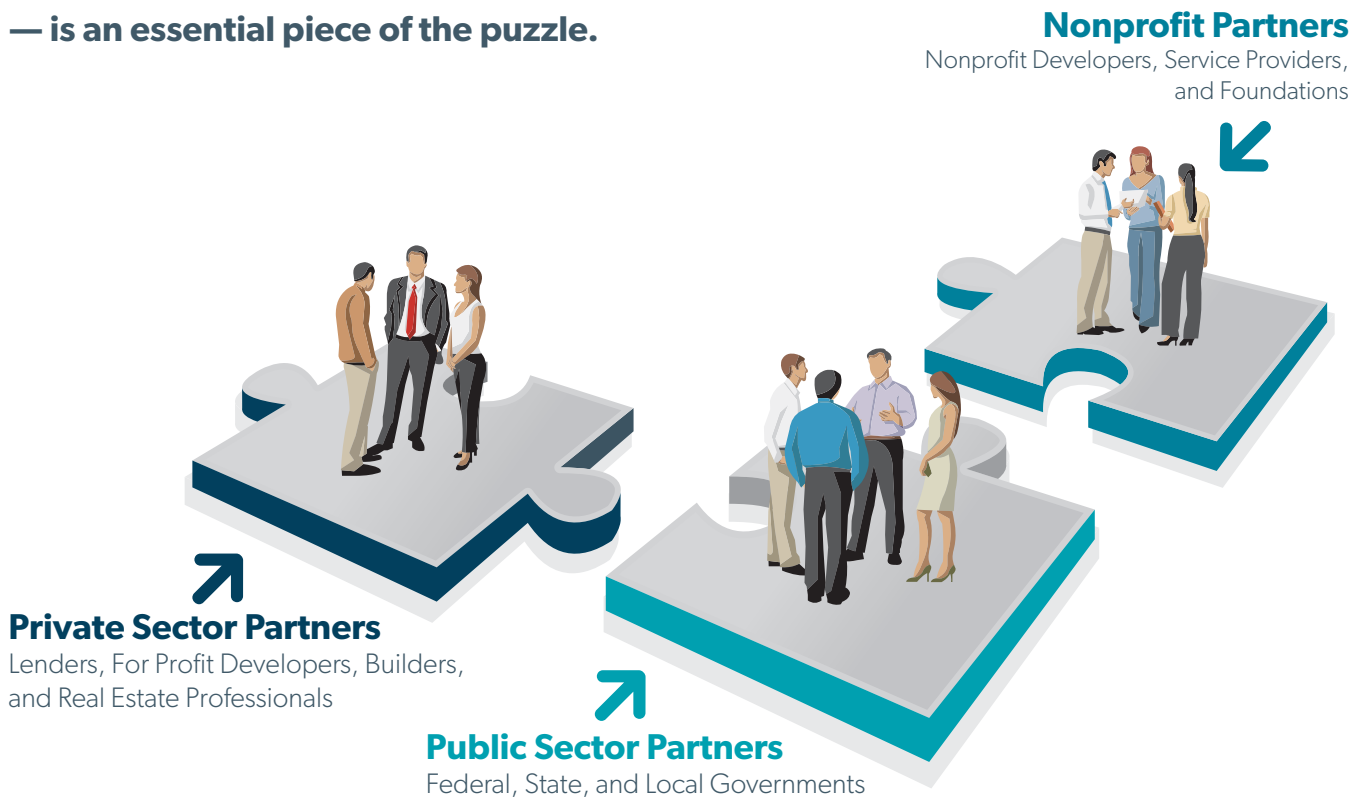 — is an essential piece of the puzzle.
Nonprofit Partners
Nonprofit Developers, Service Providers,
and Foundations
Private Sector Partners
Lenders, For Profit Developers, Builders,
and Real Estate Professionals
Public Sector Partners
Federal, State, and Local Governments